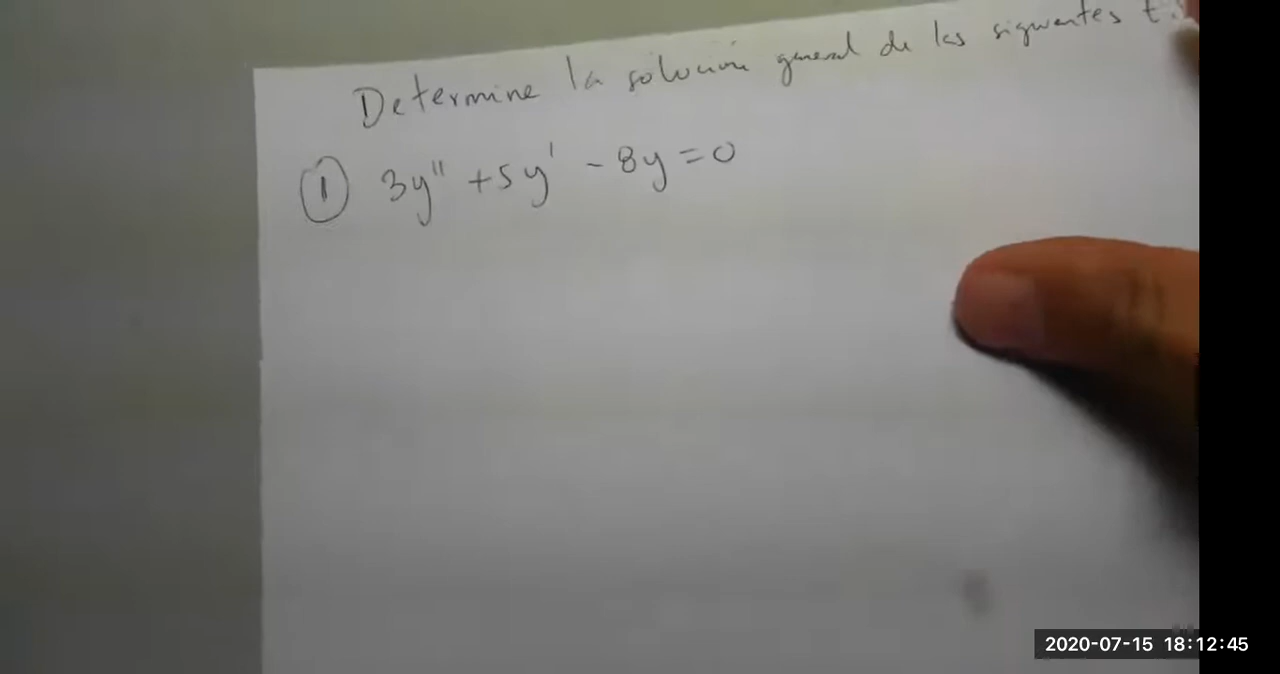 Determine la solución general de las siguientes
① 3y'' + 5y' - 8y = 0
2020-07-15 18:12:45